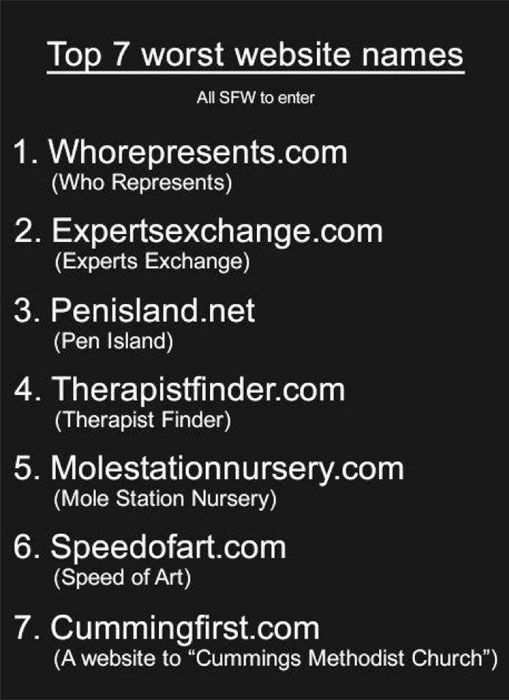 Top 7 worst website names
All SFW to enter
1. Whorepresents.com
(Who Represents)
2. Expertsexchange.com
(Experts Exchange)
3. Penisland.net
(Pen Island)
4. Therapistfinder.com
(Therapist Finder)
5. Molestationnursery.com
(Mole Station Nursery)
6. Speedofart.com
(Speed of Art)
7. Cummingfirst.com
(A website to “Cummings Methodist Church”)